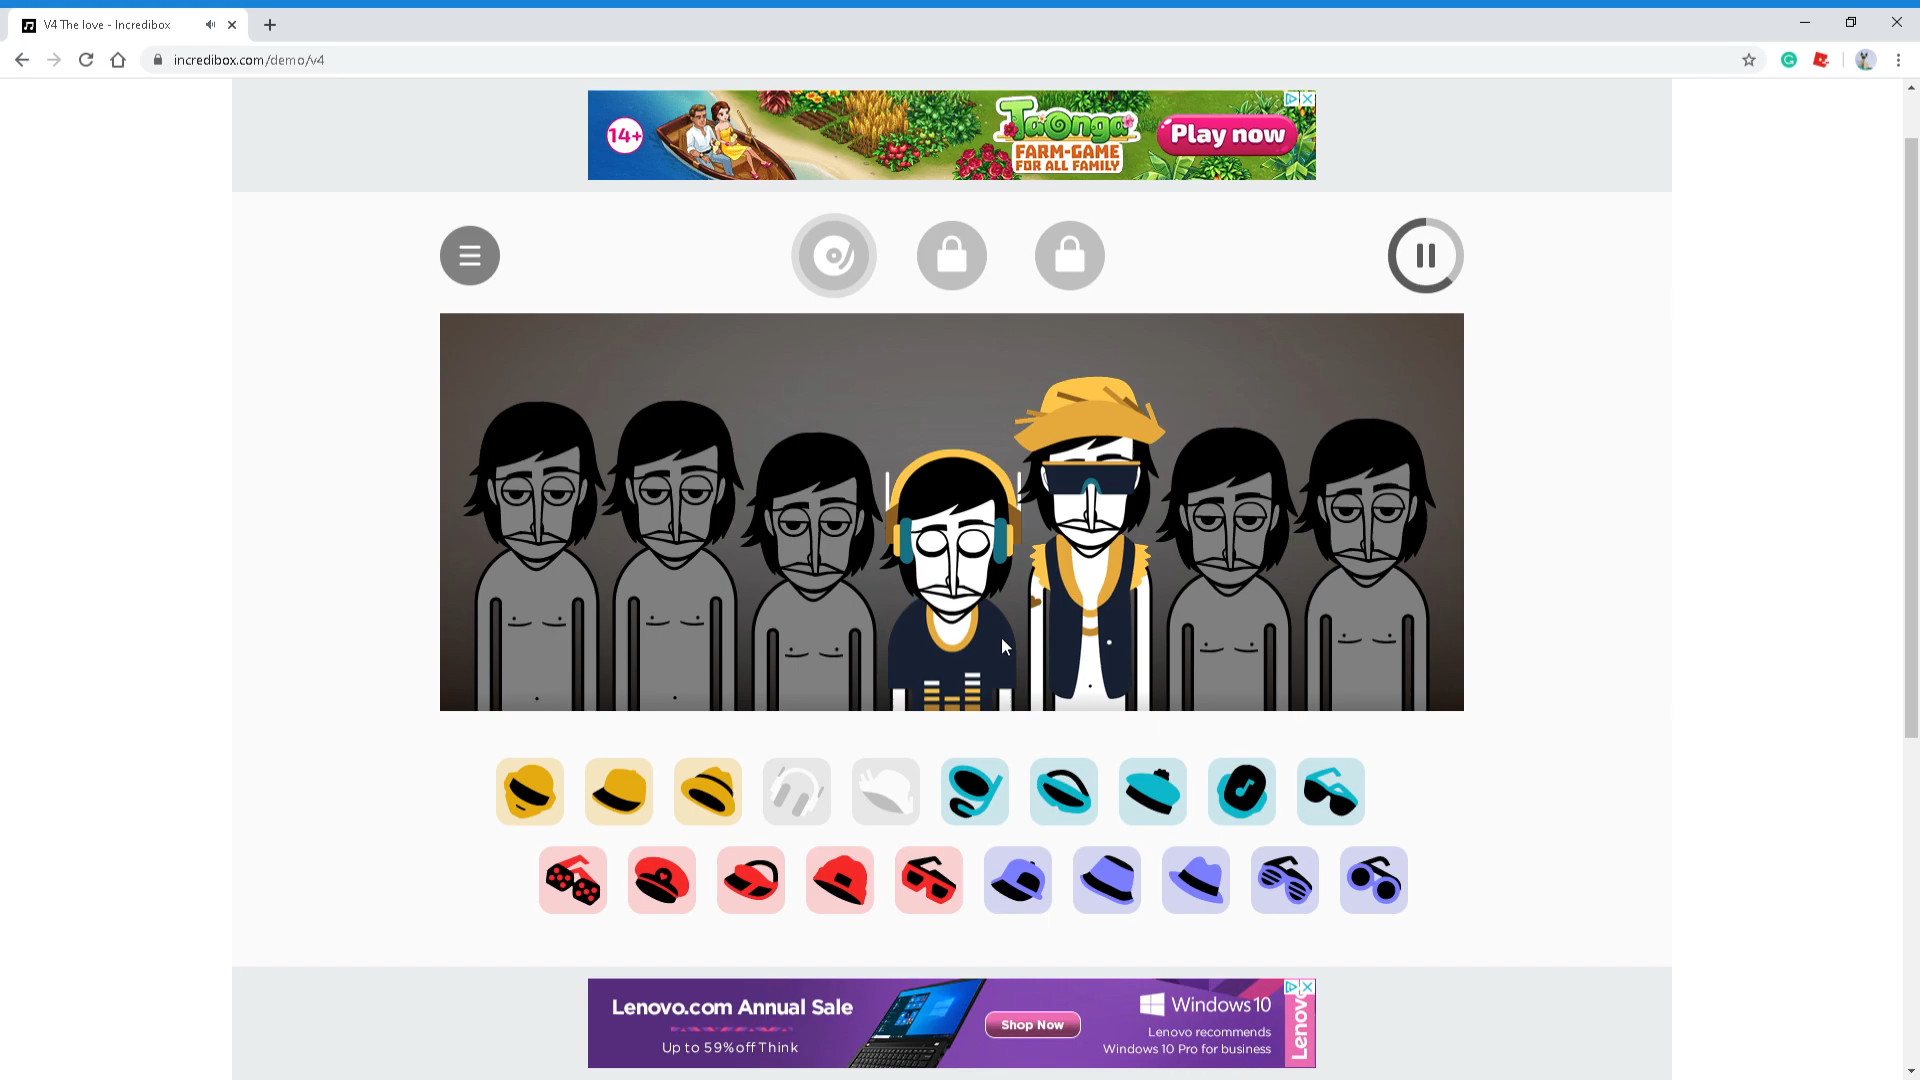 V4 The love - Incredibox
incredibox.com/demo/v4
14+
TaOnga
FARM-GAME
FOR ALL FAMILY
Play now
Lenovo.com Annual Sale
Up to 59%off Think
Shop Now
Windows 10
Lenovo recommends
Windows 10 Pro for business
Lenovo